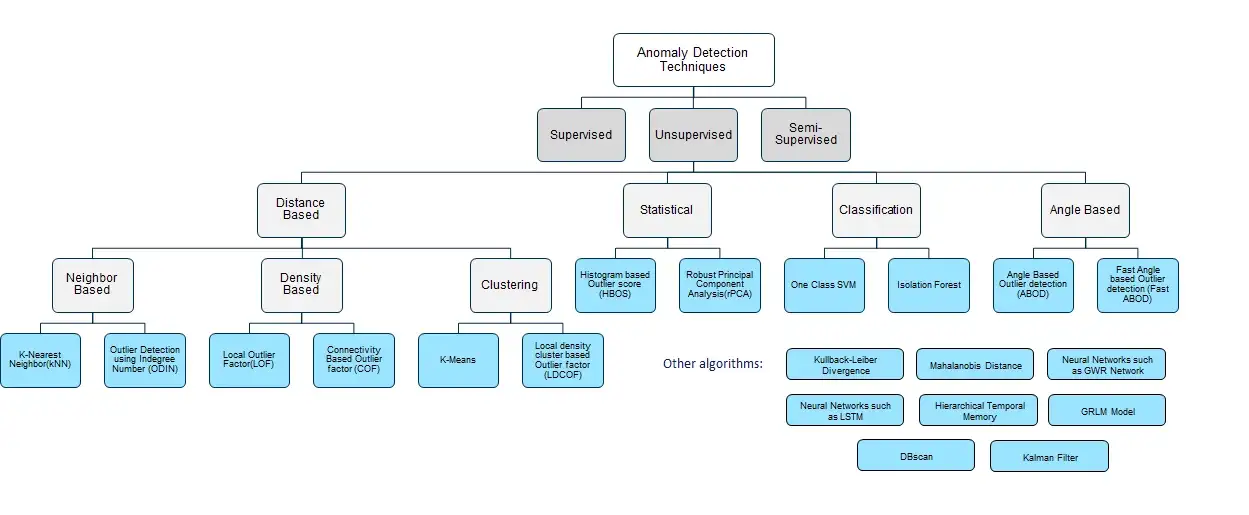 Anomaly Detection
Techniques
Supervised
Unsupervised
Semi-
Supervised
Distance
Based
Statistical
Classification
Angle Based
Neighbor
Based
Density
Based
Clustering
Histogram based
Outlier score
(HBOS)
Robust Principal
Component
Analysis(rPCA)
One Class SVM
Isolation Forest
Angle Based
Outlier detection
(ABOD)
Fast Angle
based Outlier
detection (Fast
ABOD)
K-Nearest
Neighbor(kNN)
Outlier Detection
using Indegree
Number (ODIN)
Local Outlier
Factor(LOF)
Connectivity
Based Outlier
factor (COF)
K-Means
Local density
cluster based
Outlier factor
(LDCOF)
Other algorithms:
Kullback-Leiber
Divergence
Mahalanobis Distance
Neural Networks such
as GWR Network
Neural Networks such
as LSTM
Hierarchical Temporal
Memory
GRLM Model
DBscan
Kalman Filter